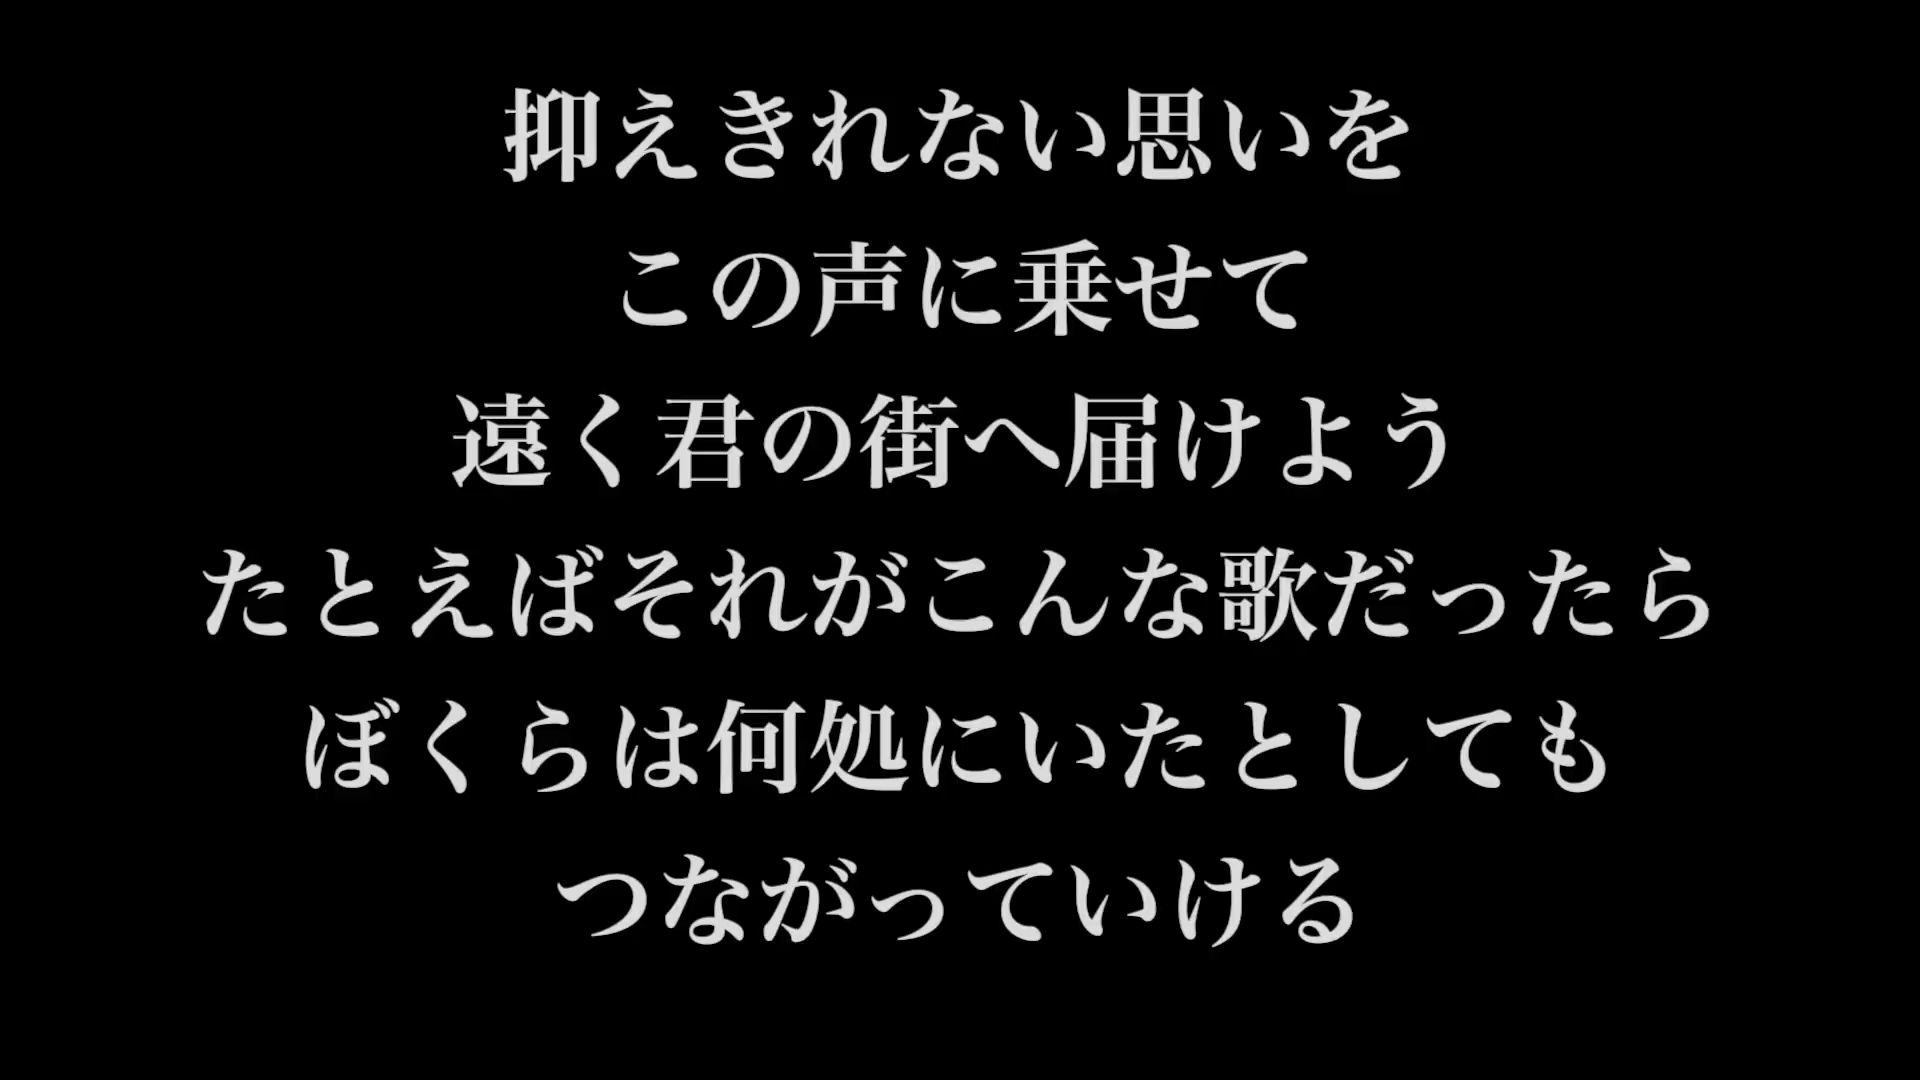 抑えきれない思いを
この声に乗せて
遠く君の街へ届けよう
たとえばそれがこんな歌だったら
ぼくらは何処にいたとしても
つながっていける